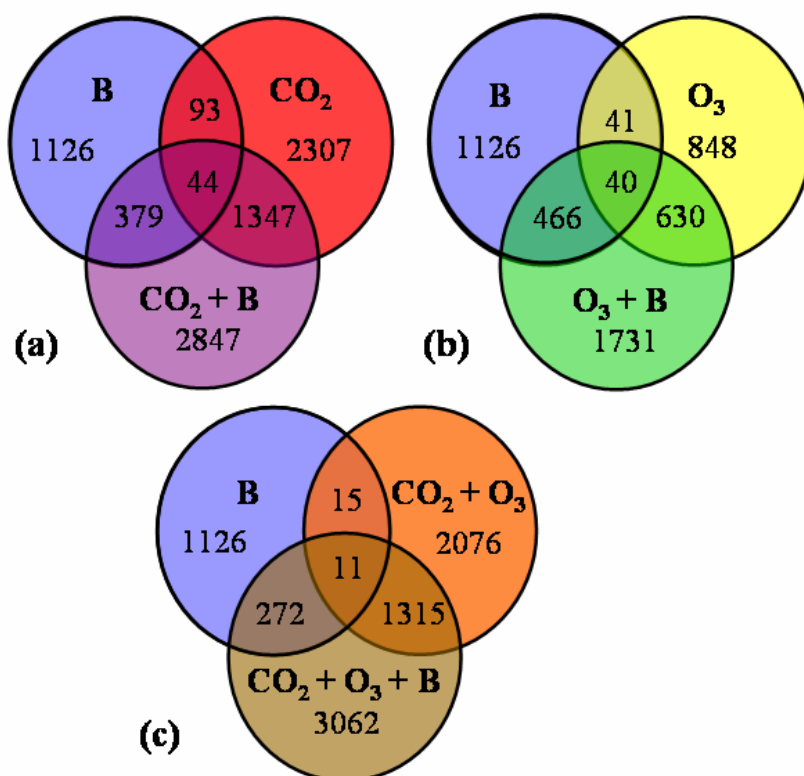 B
93
CO₂
1126
2307
44
379
1347
CO₂ + B
(a)
2847
B
41
O₃
1126
848
40
466
630
O₃ + B
(b)
1731
B
15
CO₂ + O₃
1126
2076
11
272
1315
CO₂ + O₃ + B
3062
(c)